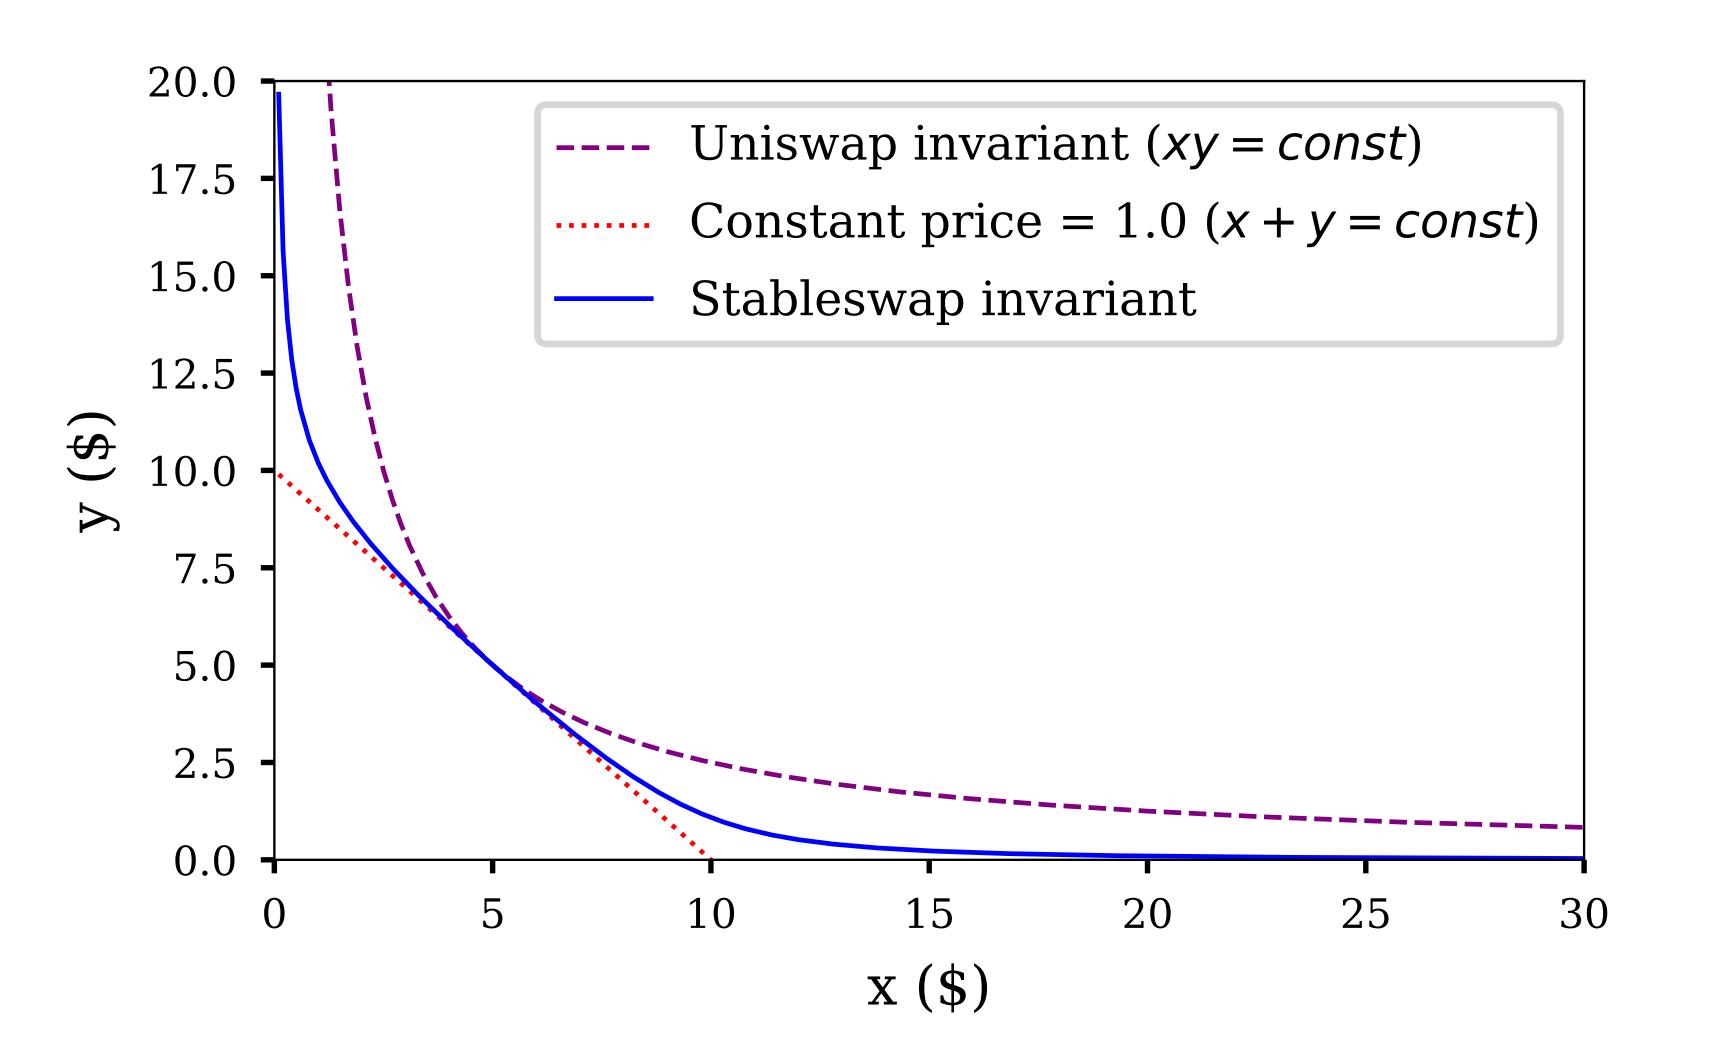 20.0
17.5
15.0
12.5
10.0
7.5
5.0
2.5
0.0
y ($)
Uniswap invariant (xy = const)
Constant price = 1.0 (x + y = const)
Stableswap invariant
0 5 10 15 20 25 30
x ($)